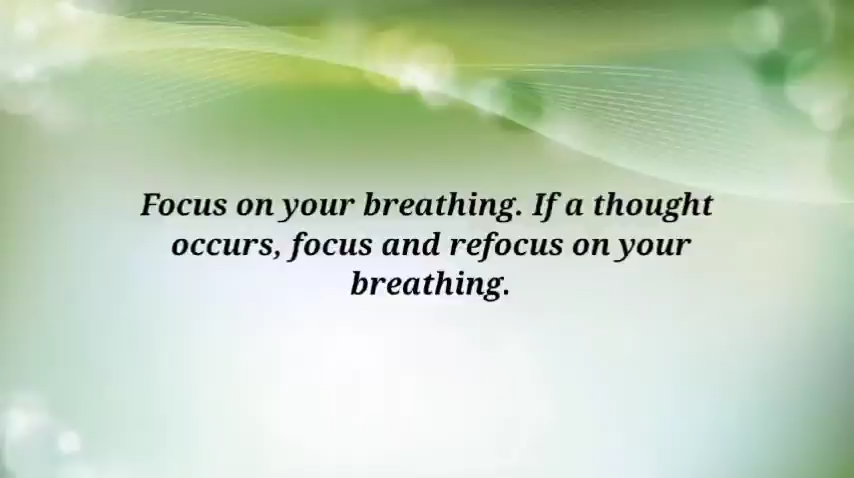 Focus on your breathing. If a thought
occurs, focus and refocus on your
breathing.